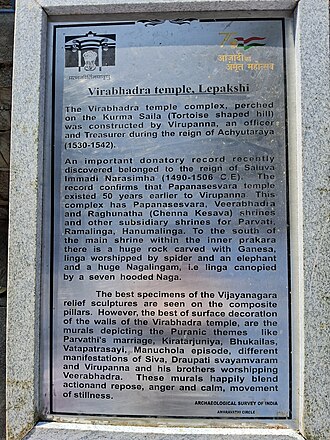 75
आज़ादी का
अमृत महोत्सव
प्रत्नकीर्तिमपावृणु
Virabhadra temple, Lepakshi
The Virabhadra temple complex, perched
on the Kurma Saila (Tortoise shaped hill)
was constructed by Virupanna, an officer
and Treasurer during the reign of Achyutaraya
(1530-1542).
An important donatory record recently
discovered belonged to the reign of Saluva
Immadi Narasimha (1490-1506 C E). The
record confirms that Papanasesvara temple
existed 50 years earlier to Virupanna. This
complex has Papanasesvara, Veerabhadra
and Raghunatha (Chenna Kesava) shrines
and other subsidiary shrines for Parvati,
Ramalinga, Hanumalinga. To the south of
the main shrine within the inner prakara
there is a huge rock carved with Ganesa,
linga worshipped by spider and an elephant
and a huge Nagalingam, i.e linga canopied
by a seven hooded Naga.
The best specimens of the Vijayanagara
relief sculptures are seen on the composite
pillars. However, the best of surface decoration
of the walls of the Virabhadra temple, are the
murals depicting the Puranic themes like
Parvathi's marriage, Kiratarjuniya, Bhukailas,
Vatapatrasayi, Manuchola episode, different
manifestations of Siva, Draupati svayamvaram
and Virupanna and his brothers worshipping
Veerabhadra. These murals happily blend
actionand repose, anger and calm, movement
of stillness.
ARCHAEOLOGICAL SURVEY OF INDIA
AMARAVATHI CIRCLE